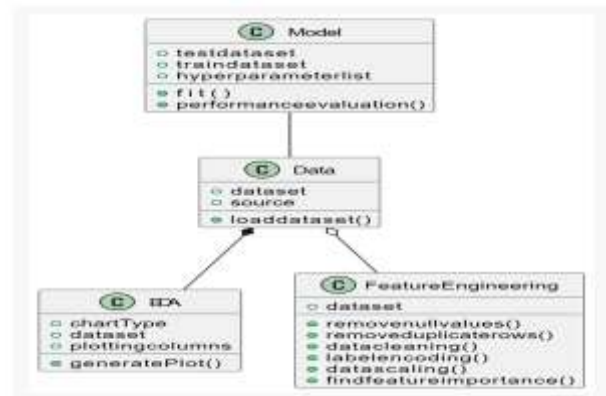 C Model
testdataset
traindataset
hyperparameterlist
fit()
performanceevaluation()
C Data
dataset
source
loaddataset()
C EDA
chartType
dataset
plottingcolumns
generatePlot()
C FeatureEngineering
dataset
removenullvalues()
removeduplicaterows()
datacleaning()
labelencoding()
datascaling()
findfeatureimportance()